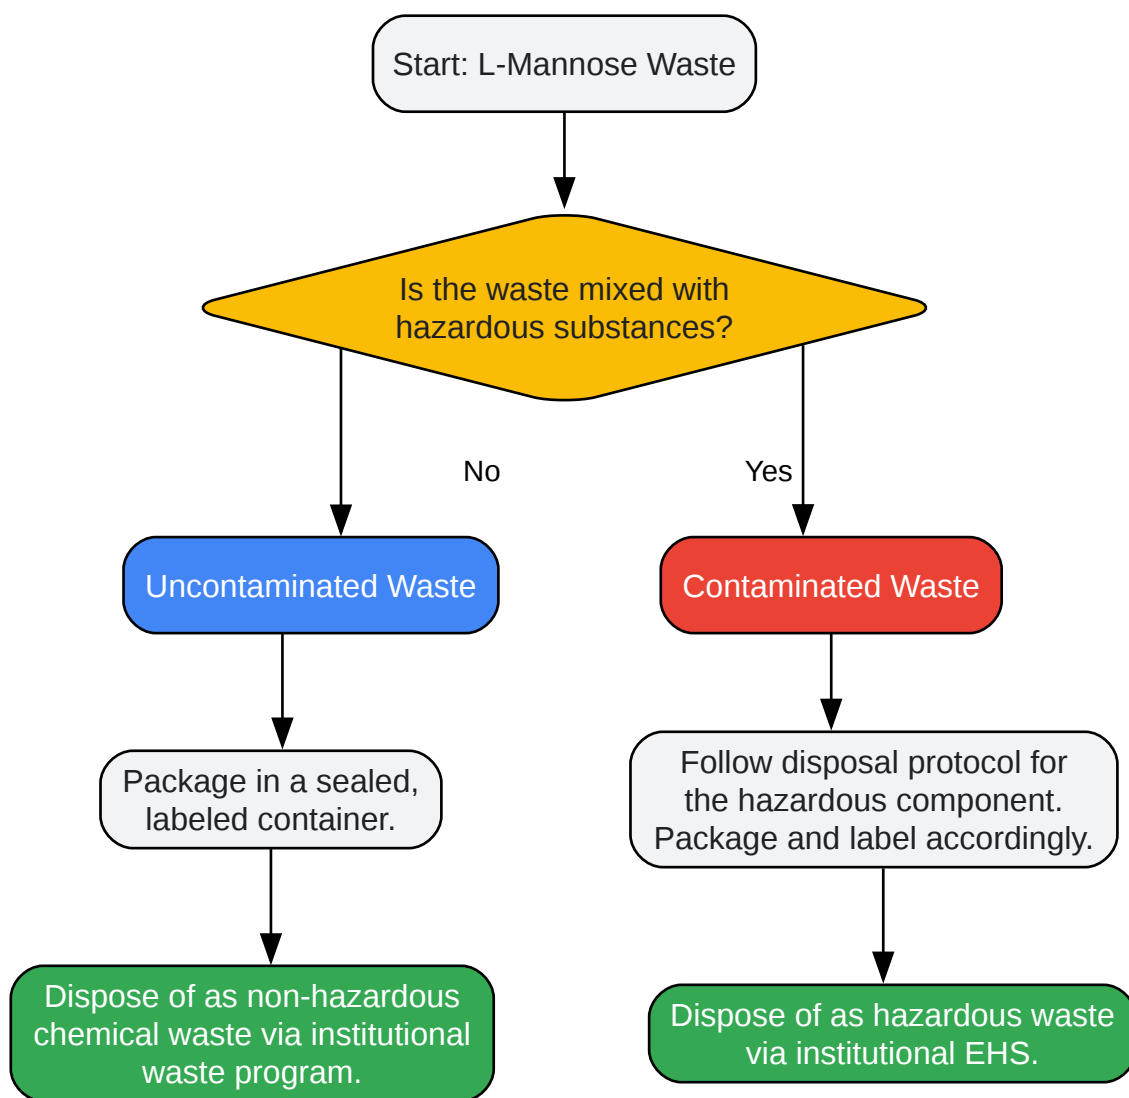 Start: L-Mannose Waste
Is the waste mixed with
hazardous substances?
No
Yes
Uncontaminated Waste
Contaminated Waste
Package in a sealed,
labeled container.
Follow disposal protocol for
the hazardous component.
Package and label accordingly.
Dispose of as non-hazardous
chemical waste via institutional
waste program.
Dispose of as hazardous waste
via institutional EHS.